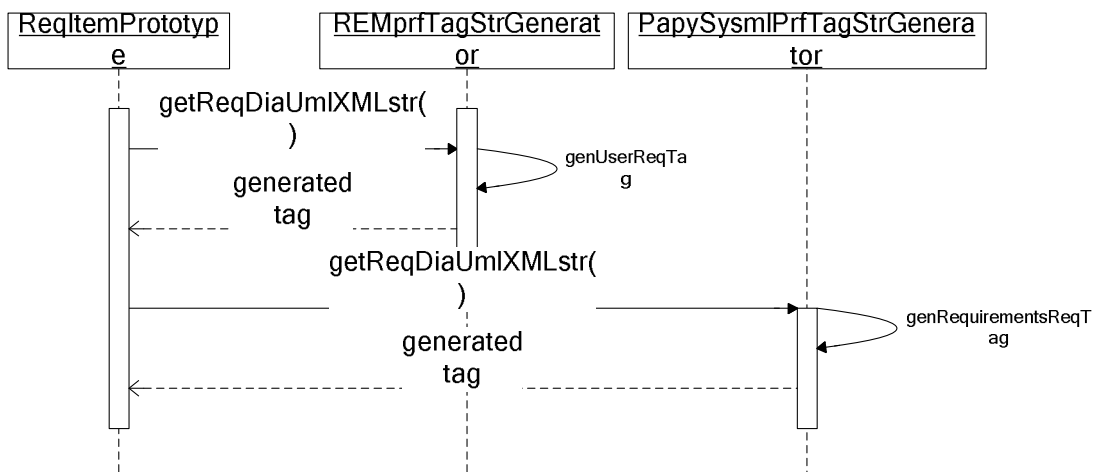 ReqItemPrototyp
e
REMprfTagStrGenerat
or
PapySysmlPrfTagStrGenera
tor
getReqDiaUmlXMLstr(
)
genUserReqTa
g
generated
tag
getReqDiaUmlXMLstr(
)
genRequirementsReqT
ag
generated
tag